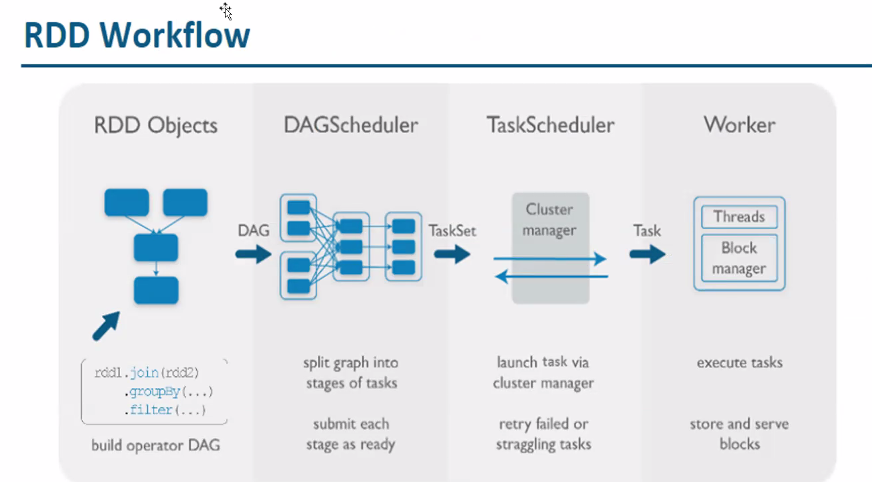 RDD Workflow
RDD Objects
DAGScheduler
TaskScheduler
Worker
DAG
TaskSet
Cluster
manager
Task
Threads
Block
manager
rdd1.join(rdd2)
.groupBy(...)
.filter(...)
build operator DAG
split graph into
stages of tasks
submit each
stage as ready
launch task via
cluster manager
retry failed or
straggling tasks
execute tasks
store and serve
blocks